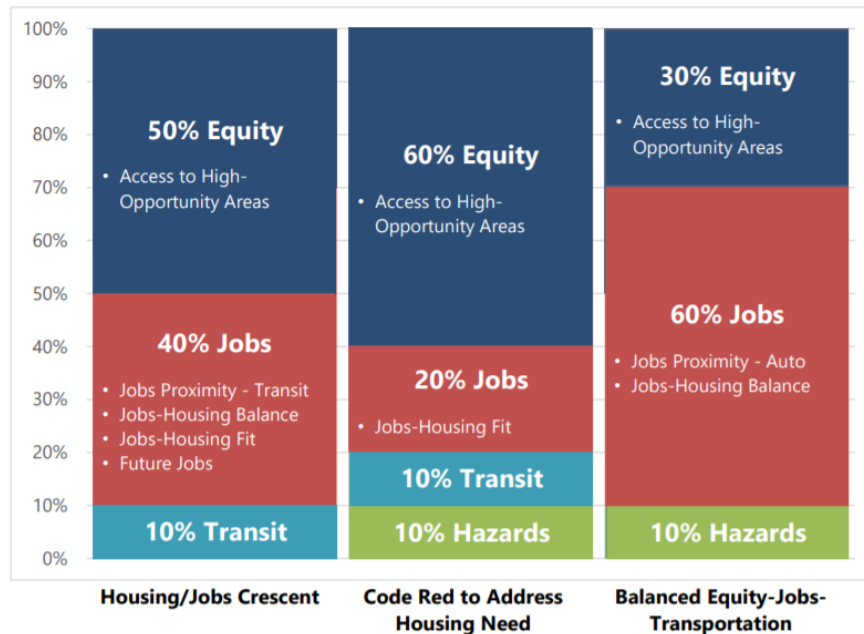 100%
90%
80%
70%
60%
50%
40%
30%
20%
10%
0%
50% Equity
• Access to High-
Opportunity Areas
40% Jobs
• Jobs Proximity - Transit
• Jobs-Housing Balance
• Jobs-Housing Fit
• Future Jobs
10% Transit
Housing/Jobs Crescent
60% Equity
• Access to High-
Opportunity Areas
20% Jobs
• Jobs-Housing Fit
10% Transit
10% Hazards
Code Red to Address
Housing Need
30% Equity
• Access to High-
Opportunity Areas
60% Jobs
• Jobs Proximity - Auto
• Jobs-Housing Balance
10% Hazards
Balanced Equity-Jobs-
Transportation